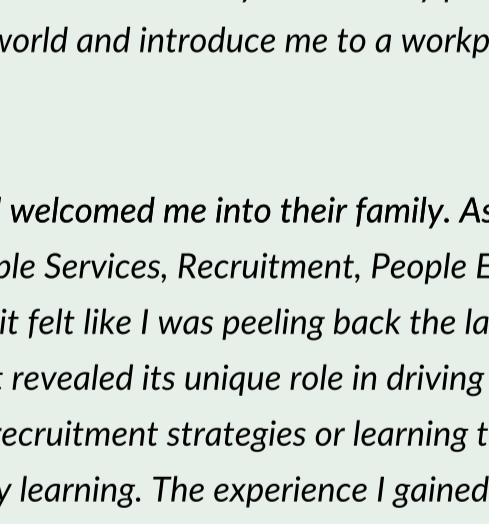 world and introduce me to a workp
welcomed me into their family. As
ple Services, Recruitment, People E
it felt like I was peeling back the la
revealed its unique role in driving
recruitment strategies or learning t
y learning. The experience I gained